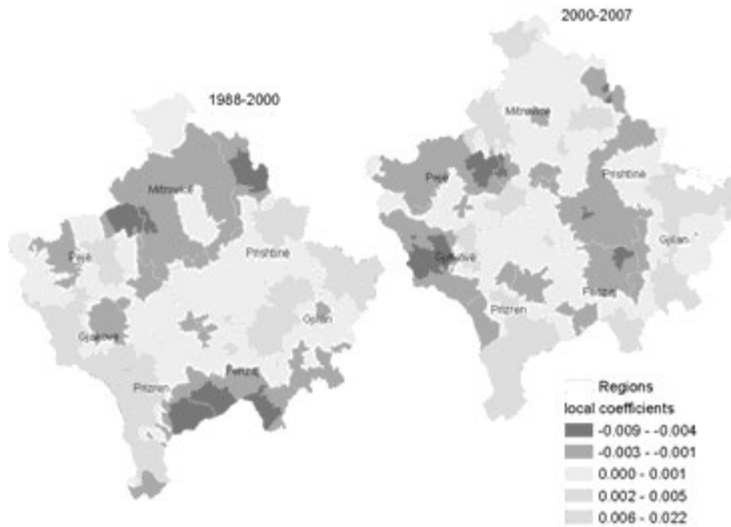 2000-2007
1988-2000
Mitrovicë
Mitrovicë
Prishtinë
Pejë
Prishtinë
Pejë
Gjilan
Gjakovë
Gjilan
Ferizaj
Gjakovë
Prizren
Ferizaj
Prizren
Regions
local coefficients
-0.009 - -0.004
-0.003 - -0.001
0.000 - 0.001
0.002 - 0.005
0.006 - 0.022